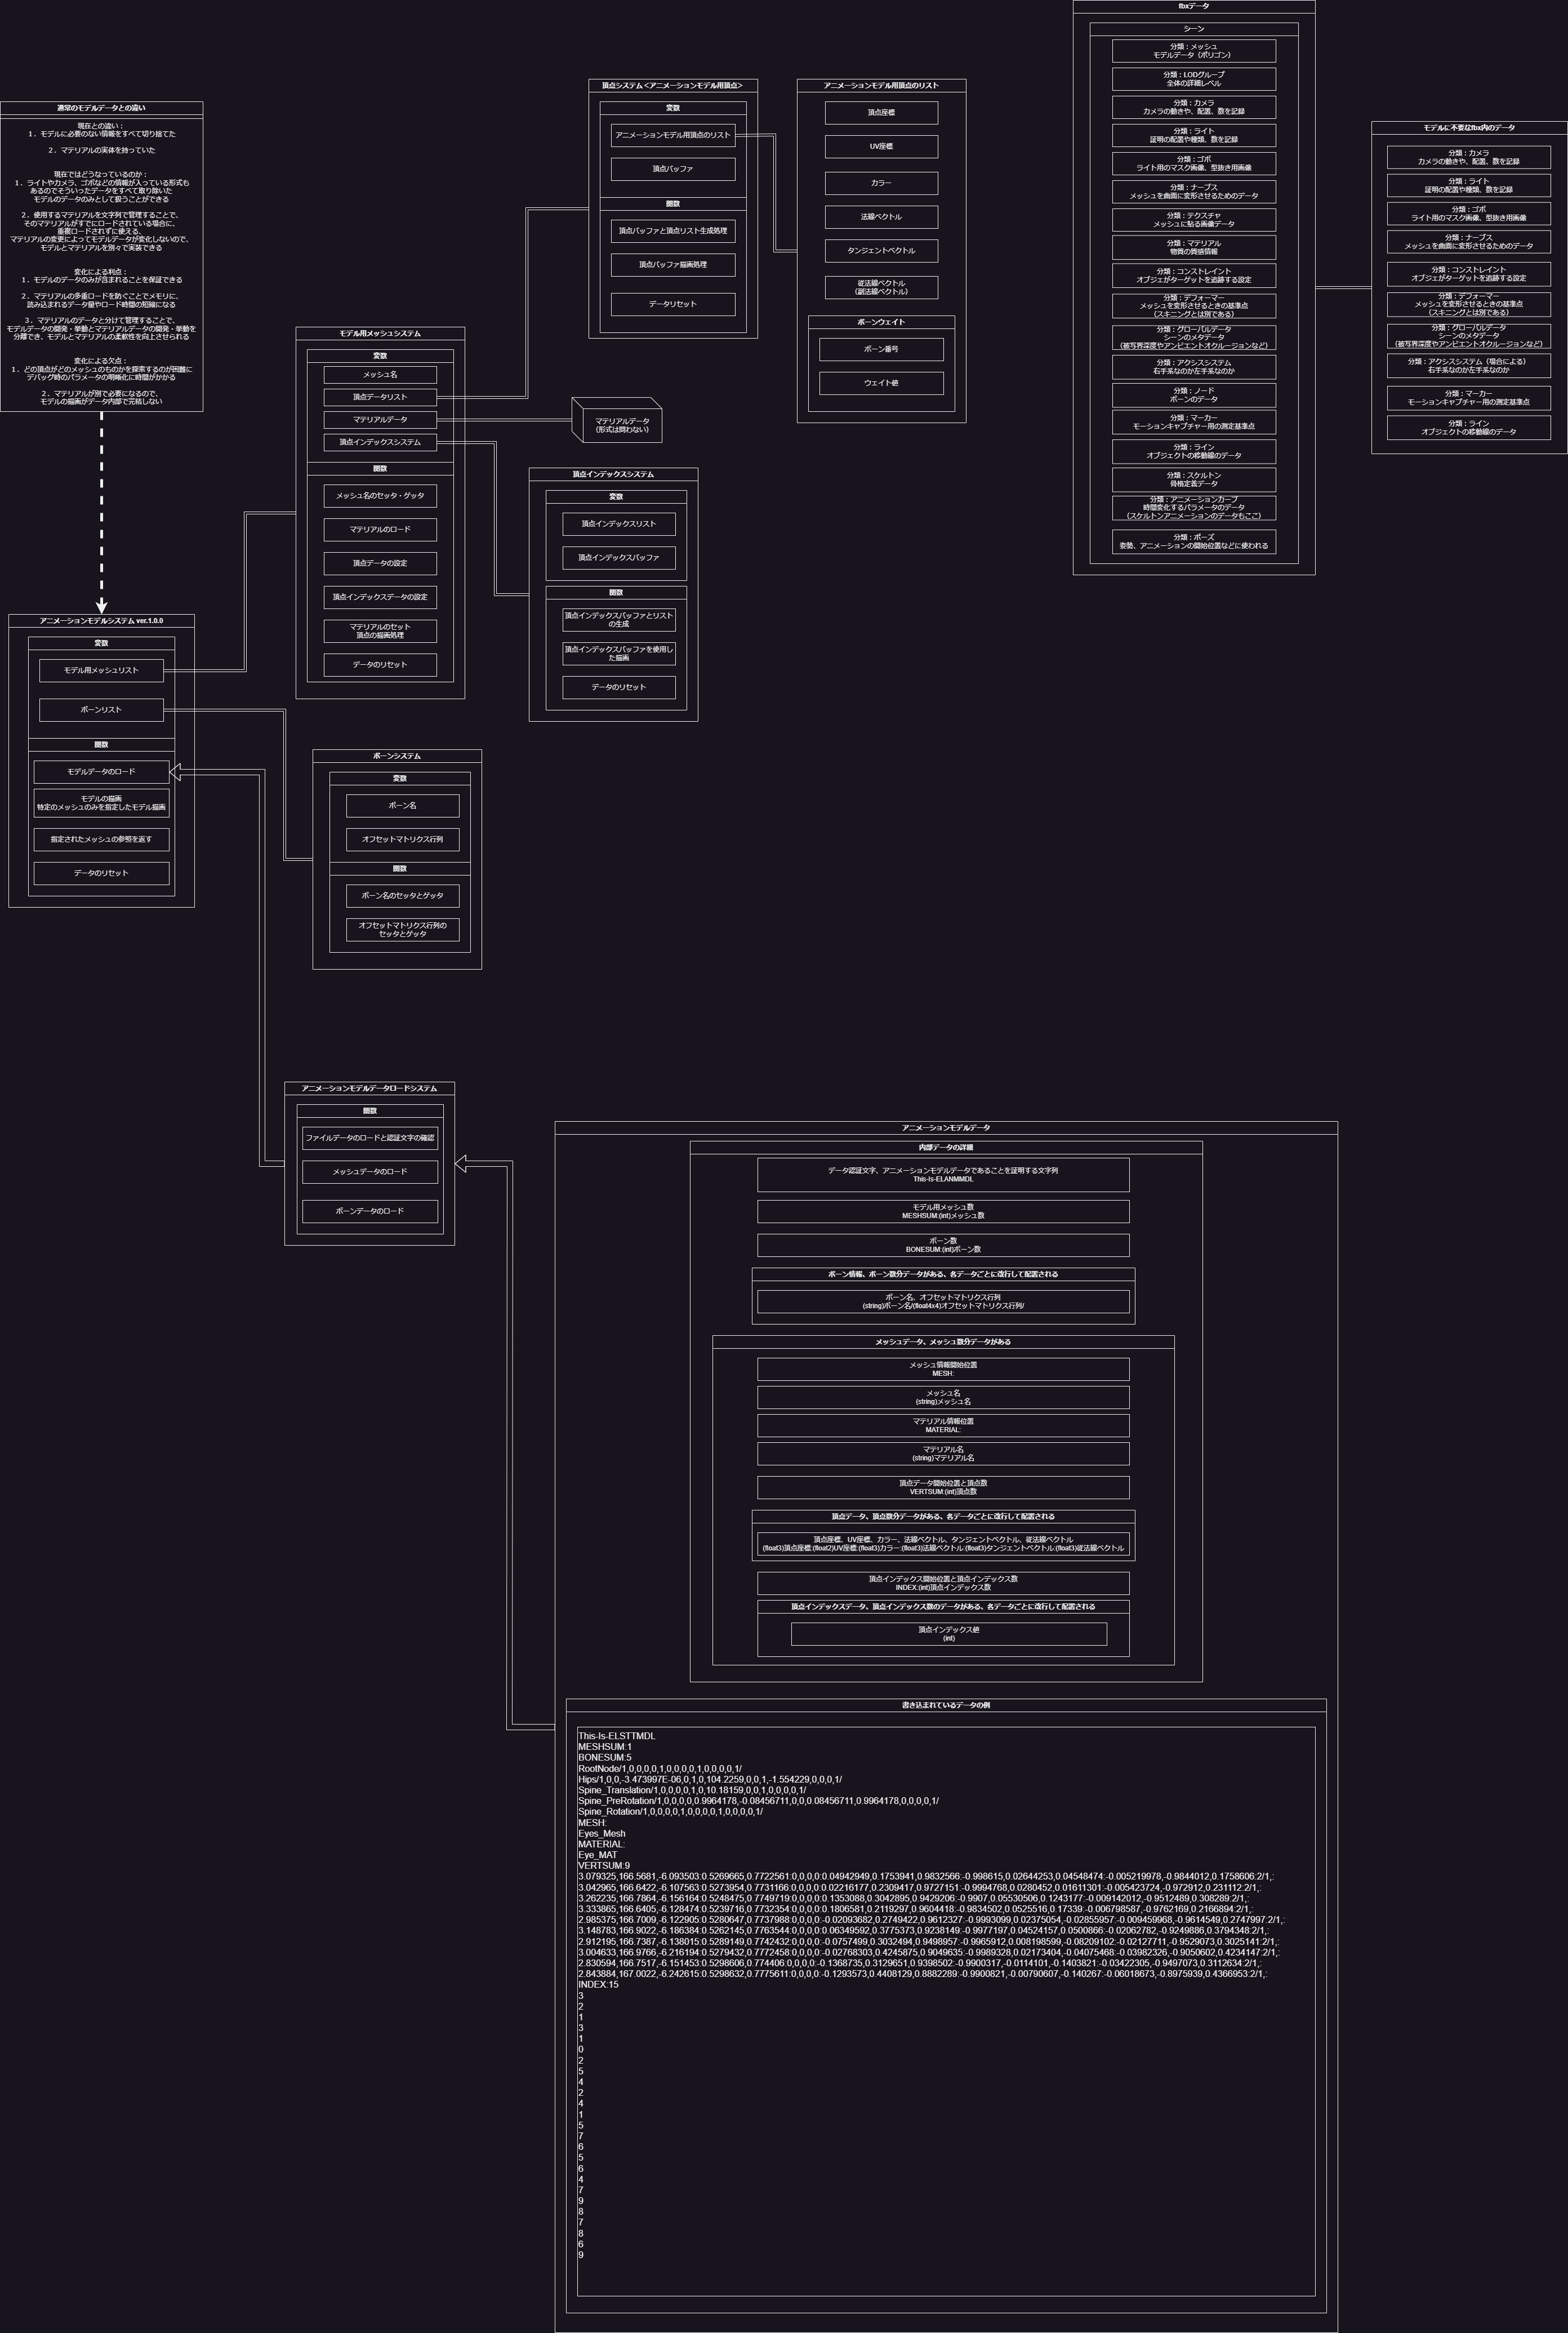 通常のモデルデータとの違い
現在との違い：
１．モデルに必要のない情報をすべて切り捨てた
２．マテリアルの実体を持っていた
現在ではどうなっているのか：
１．ライトやカメラ、ゴボなどの情報が入っている形式も
あるのでそういったデータをすべて取り除いた
モデルのデータのみとして扱うことができる
２．使用するマテリアルを文字列で管理することで、
そのマテリアルがすでにロードされている場合に、
重複ロードされずに使える、
マテリアルの変更によってモデルデータが変化しないので、
モデルとマテリアルを別々で実装できる
変化による利点：
１．モデルのデータのみが含まれることを保証できる
２．マテリアルの多重ロードを防ぐことでメモリに、
読み込まれるデータ量やロード時間の短縮になる
３．マテリアルのデータと分けて管理することで、
モデルデータの開発・挙動とマテリアルデータの開発・挙動を
分離でき、モデルとマテリアルの柔軟性を向上させられる
変化による欠点：
１．どの頂点がどのメッシュのものかを探索するのが困難に
デバッグ時のパラメータの明晰化に時間がかかる
２．マテリアルが別で必要になるので、
モデルの描画がデータ内部で完結しない
アニメーションモデルシステム ver.1.0.0
変数
モデル用メッシュリスト
ボーンリスト
関数
モデルデータのロード
モデルの描画
特定のメッシュのみを指定したモデル描画
指定されたメッシュの参照を返す
データのリセット
モデル用メッシュシステム
変数
メッシュ名
頂点データリスト
マテリアルデータ
頂点インデックスシステム
関数
メッシュ名のセッタ・ゲッタ
マテリアルのロード
頂点データの設定
頂点インデックスデータの設定
マテリアルのセット
頂点の描画処理
データのリセット
ボーンシステム
変数
ボーン名
オフセットマトリクス行列
関数
ボーン名のセッタとゲッタ
オフセットマトリクス行列の
セッタとゲッタ
頂点システム＜アニメーションモデル用頂点＞
変数
アニメーションモデル用頂点のリスト
頂点バッファ
関数
頂点バッファと頂点リスト生成処理
頂点バッファ描画処理
データリセット
マテリアルデータ
（形式は問わない）
頂点インデックスシステム
変数
頂点インデックスリスト
頂点インデックスバッファ
関数
頂点インデックスバッファとリスト
の生成
頂点インデックスバッファを使用し
た描画
データのリセット
アニメーションモデル用頂点のリスト
頂点座標
UV座標
カラー
法線ベクトル
タンジェントベクトル
従法線ベクトル
（副法線ベクトル）
ボーンウェイト
ボーン番号
ウェイト値
fbxデータ
シーン
分類：メッシュ
モデルデータ（ポリゴン）
分類：LODグループ
全体の詳細レベル
分類：カメラ
カメラの動きや、配置、数を記録
分類：ライト
証明の配置や種類、数を記録
分類：ゴボ
ライト用のマスク画像、型抜き用画像
分類：ナーブス
メッシュを曲面に変形させるためのデータ
分類：テクスチャ
メッシュに貼る画像データ
分類：マテリアル
物質の質感情報
分類：コンストレイント
オブジェがターゲットを追跡する設定
分類：デフォーマー
メッシュを変形させるときの基準点
（スキニングとは別である）
分類：グローバルデータ
シーンのメタデータ
（被写界深度やアンビエントオクルージョンなど）
分類：アクシスシステム
右手系なのか左手系なのか
分類：ノード
ボーンのデータ
分類：マーカー
モーションキャプチャー用の測定基準点
分類：ライン
オブジェクトの移動線のデータ
分類：スケルトン
骨格定義データ
分類：アニメーションカーブ
時間変化するパラメータのデータ
（スケルトンアニメーションのデータもここ）
分類：ポーズ
姿勢、アニメーションの開始位置などに使われる
モデルに不要なfbx内のデータ
分類：カメラ
カメラの動きや、配置、数を記録
分類：ライト
証明の配置や種類、数を記録
分類：ゴボ
ライト用のマスク画像、型抜き用画像
分類：ナーブス
メッシュを曲面に変形させるためのデータ
分類：コンストレイント
オブジェがターゲットを追跡する設定
分類：デフォーマー
メッシュを変形させるときの基準点
（スキニングとは別である）
分類：グローバルデータ
シーンのメタデータ
（被写界深度やアンビエントオクルージョンなど）
分類：アクシスシステム（場合による）
右手系なのか左手系なのか
分類：マーカー
モーションキャプチャー用の測定基準点
分類：ライン
オブジェクトの移動線のデータ
アニメーションモデルデータロードシステム
関数
ファイルデータのロードと認証文字の確認
メッシュデータのロード
ボーンデータのロード
アニメーションモデルデータ
内部データの詳細
データ認証文字、アニメーションモデルデータであることを証明する文字列
This-Is-ELANMMDL
モデル用メッシュ数
MESHSUM:(int)メッシュ数
ボーン数
BONESUM:(int)ボーン数
ボーン情報、ボーン数分データがある、各データごとに改行して配置される
ボーン名、オフセットマトリクス行列
(string)ボーン名/(float4x4)オフセットマトリクス行列/
メッシュデータ、メッシュ数分データがある
メッシュ情報開始位置
MESH:
メッシュ名
(string)メッシュ名
マテリアル情報位置
MATERIAL:
マテリアル名
(string)マテリアル名
頂点データ開始位置と頂点数
VERTSUM:(int)頂点数
頂点データ、頂点数分データがある、各データごとに改行して配置される
頂点座標、UV座標、カラー、法線ベクトル、タンジェントベクトル、従法線ベクトル
(float3)頂点座標:(float2)UV座標:(float3)カラー:(float3)法線ベクトル:(float3)タンジェントベクトル:(float3)従法線ベクトル
頂点インデックス開始位置と頂点インデックス数
INDEX:(int)頂点インデックス数
頂点インデックスデータ、頂点インデックス数のデータがある、各データごとに改行して配置される
頂点インデックス値
(int)
書き込まれているデータの例
This-Is-ELSTTMDL
MESHSUM:1
BONESUM:5
RootNode/1,0,0,0,0,1,0,0,0,0,1,0,0,0,0,1/
Hips/1,0,0,-3.473997E-06,0,1,0,104.2259,0,0,1,-1.554229,0,0,0,1/
Spine_Translation/1,0,0,0,0,1,0,10.18159,0,0,1,0,0,0,0,1/
Spine_PreRotation/1,0,0,0,0,0.9964178,-0.08456711,0,0,0.08456711,0.9964178,0,0,0,0,1/
Spine_Rotation/1,0,0,0,0,1,0,0,0,0,1,0,0,0,0,1/
MESH:
Eyes_Mesh
MATERIAL:
Eye_MAT
VERTSUM:9
3.079325,166.5681,-6.093503:0.5269665,0.7722561:0,0,0,0:0.04942949,0.1753941,0.9832566:-0.998615,0.02644253,0.04548474:-0.005219978,-0.9844012,0.1758606:2/1,:
3.042965,166.6422,-6.107563:0.5273954,0.7731166:0,0,0,0:0.02216177,0.2309417,0.9727151:-0.9994768,0.0280452,0.01611301:-0.005423724,-0.972912,0.231112:2/1,:
3.262235,166.7864,-6.156164:0.5248475,0.7749719:0,0,0,0:0.1353088,0.3042895,0.9429206:-0.9907,0.05530506,0.1243177:-0.009142012,-0.9512489,0.308289:2/1,:
3.333865,166.6405,-6.128474:0.5239716,0.7732354:0,0,0,0:0.1806581,0.2119297,0.9604418:-0.9834502,0.0525516,0.17339:-0.006798587,-0.9762169,0.2166894:2/1,:
2.985375,166.7009,-6.122905:0.5280647,0.7737988:0,0,0,0:-0.02093682,0.2749422,0.9612327:-0.9993099,0.02375054,-0.02855957:-0.009459968,-0.9614549,0.2747997:2/1,:
3.148783,166.9022,-6.186384:0.5262145,0.7763544:0,0,0,0:0.06349592,0.3775373,0.9238149:-0.9977197,0.04524157,0.0500866:-0.02062782,-0.9249886,0.3794348:2/1,:
2.912195,166.7387,-6.138015:0.5289149,0.7742432:0,0,0,0:-0.0757499,0.3032494,0.9498957:-0.9965912,0.008198599,-0.08209102:-0.02127711,-0.9529073,0.3025141:2/1,:
3.004633,166.9766,-6.216194:0.5279432,0.7772458:0,0,0,0:-0.02768303,0.4245875,0.9049635:-0.9989328,0.02173404,-0.04075468:-0.03982326,-0.9050602,0.4234147:2/1,:
2.830594,166.7517,-6.151453:0.5298606,0.774406:0,0,0,0:-0.1368735,0.3129651,0.9398502:-0.9900317,-0.0114101,-0.1403821:-0.03422305,-0.9497073,0.3112634:2/1,:
2.843884,167.0022,-6.242615:0.5298632,0.7775611:0,0,0,0:-0.1293573,0.4408129,0.8882289:-0.9900821,-0.00790607,-0.140267:-0.06018673,-0.8975939,0.4366953:2/1,:
INDEX:15
3
2
1
3
1
0
2
5
4
2
4
1
5
7
6
5
6
4
7
9
8
7
8
6
9